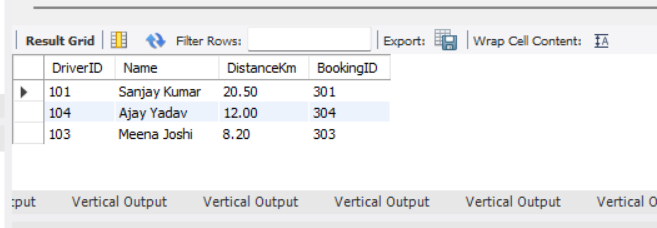 Result Grid Filter Rows: Export: Wrap Cell Content: IA
DriverID Name DistanceKm BookingID
101 Sanjay Kumar 20.50 301
104 Ajay Yadav 12.00 304
103 Meena Joshi 8.20 303
tput Vertical Output Vertical Output Vertical Output Vertical Output Vertical O